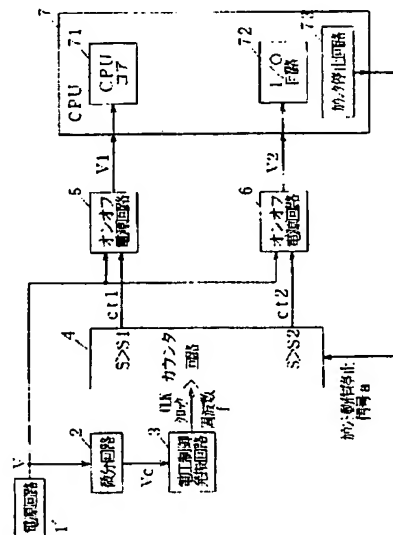 電源回路
1
V
2
微分回路
Vc
3
電圧制御
発振回路
CLK
クロック
周波数
f
4
カウンタ
回路
S>S1
S>S2
ct1
ct2
5
オンオフ
電源回路
6
オンオフ
電源回路
V1
V2
7
CPU
71
CPU
コア
72
I/O
回路
73
カウンタ停止回路
カウント動作停止
信号a